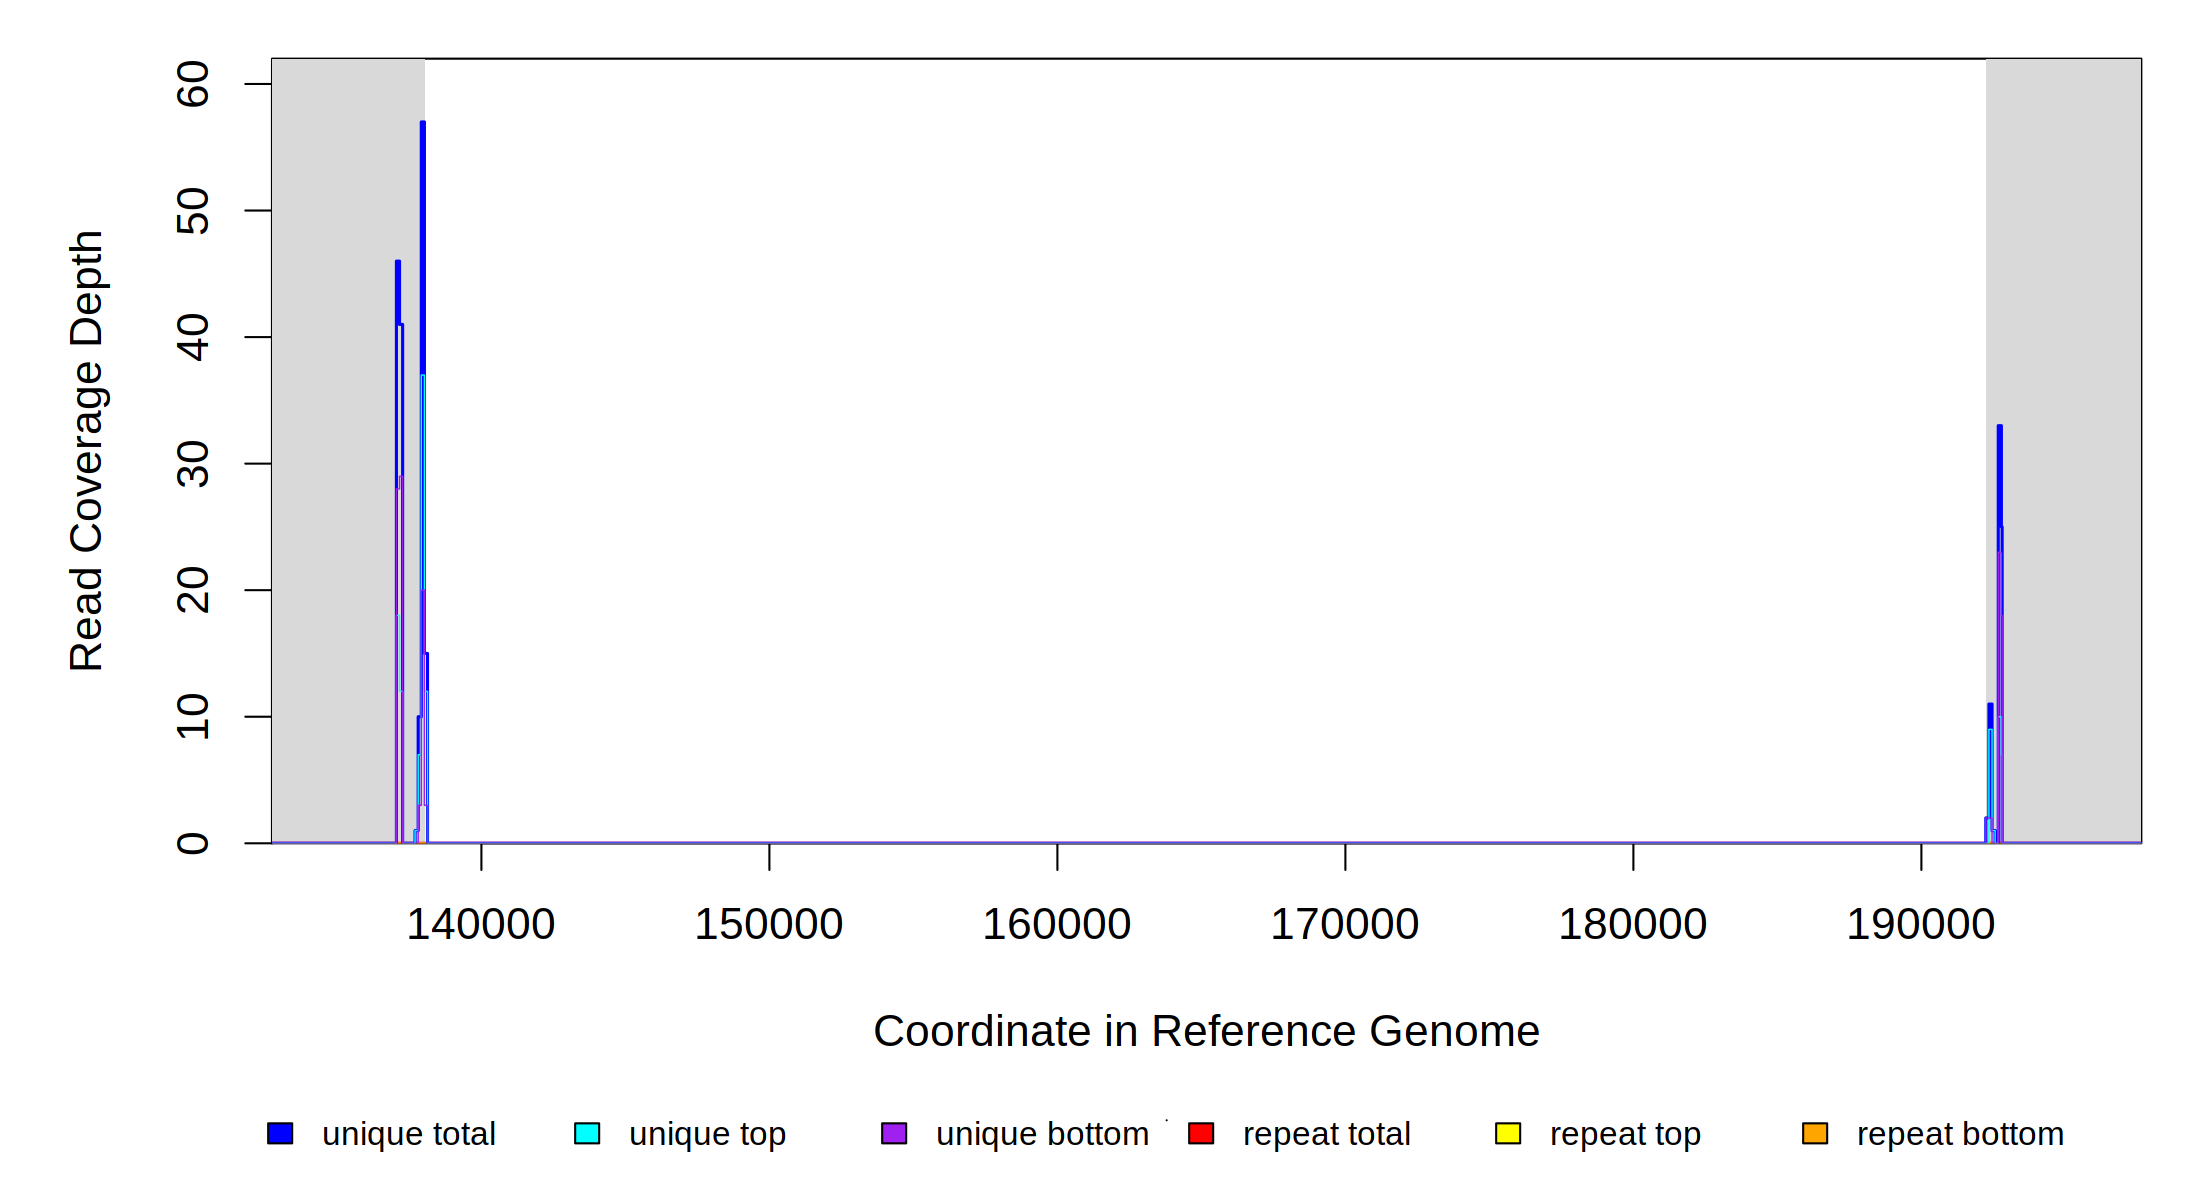 Read Coverage Depth
60
50
40
30
20
10
0
140000 150000 160000 170000 180000 190000
Coordinate in Reference Genome
unique total unique top unique bottom repeat total repeat top repeat bottom